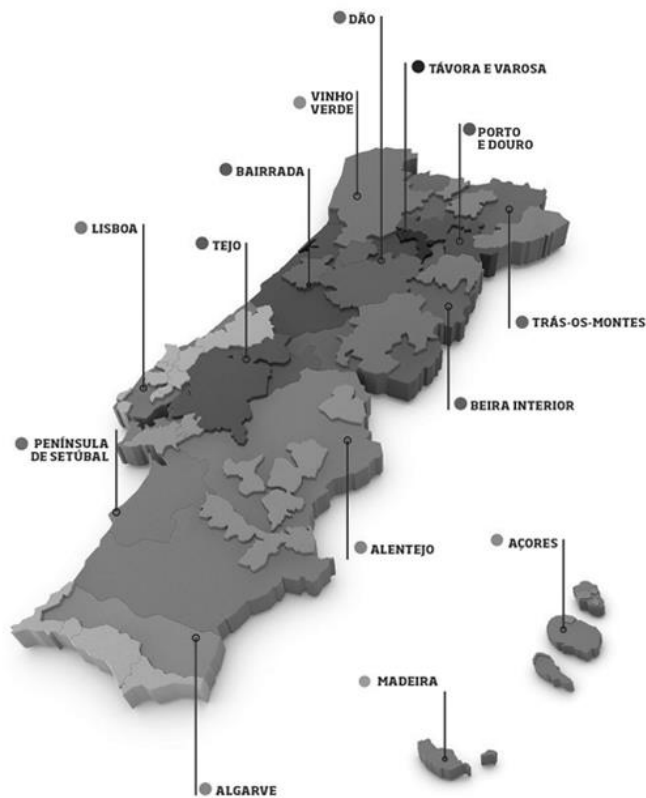 DÃO
TÁVORA E VAROSA
VINHO
VERDE
PORTO
E DOURO
BAIRRADA
LISBOA
TEJO
TRÁS-OS-MONTES
BEIRA INTERIOR
PENÍNSULA
DE SETÚBAL
ALENTEJO
AÇORES
MADEIRA
ALGARVE